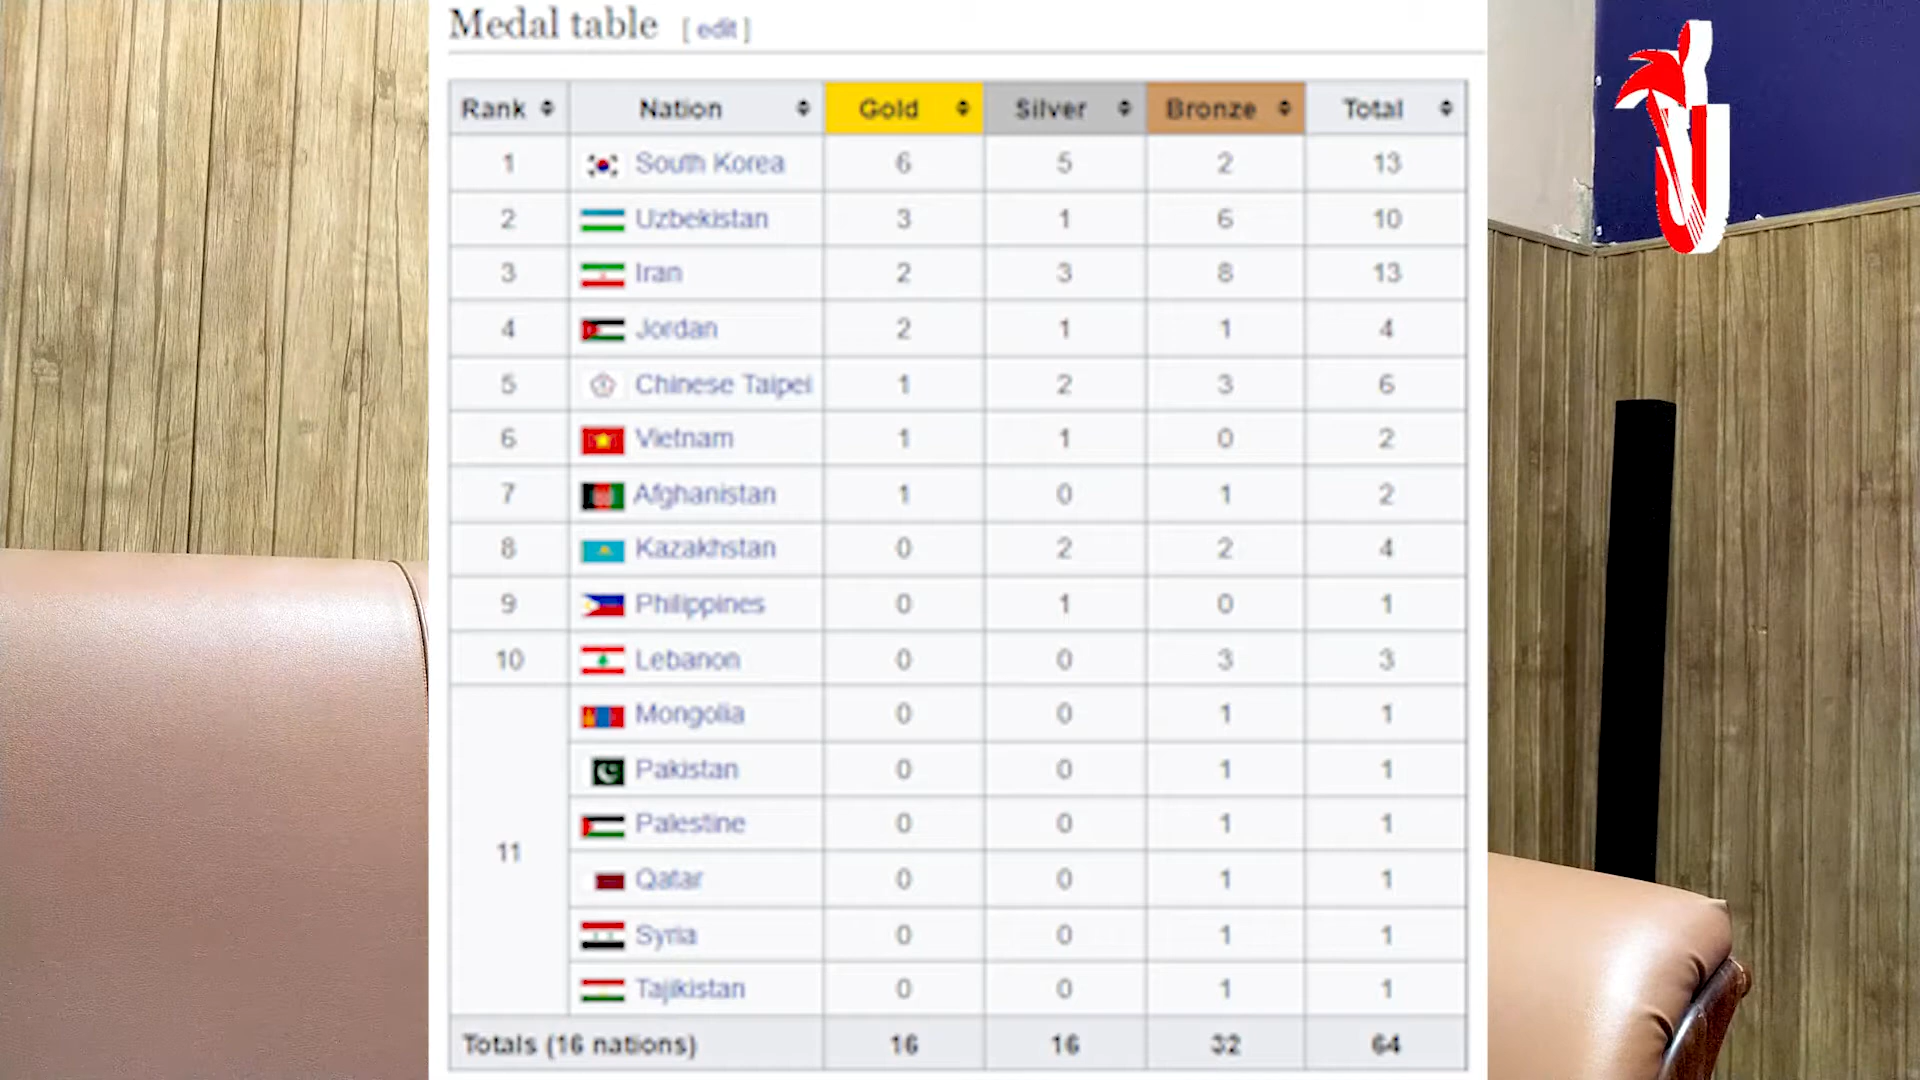 Medal table [ edit ]
Rank Nation Gold Silver Bronze Total
1 South Korea 6 5 2 13
2 Uzbekistan 3 1 6 10
3 Iran 2 3 8 13
4 Jordan 2 1 1 4
5 Chinese Taipei 1 2 3 6
6 Vietnam 1 1 0 2
7 Afghanistan 1 0 1 2
8 Kazakhstan 0 2 2 4
9 Philippines 0 1 0 1
10 Lebanon 0 0 3 3
11 Mongolia 0 0 1 1
Pakistan 0 0 1 1
Palestine 0 0 1 1
Qatar 0 0 1 1
Syria 0 0 1 1
Tajikistan 0 0 1 1
Totals (16 nations) 16 16 32 64